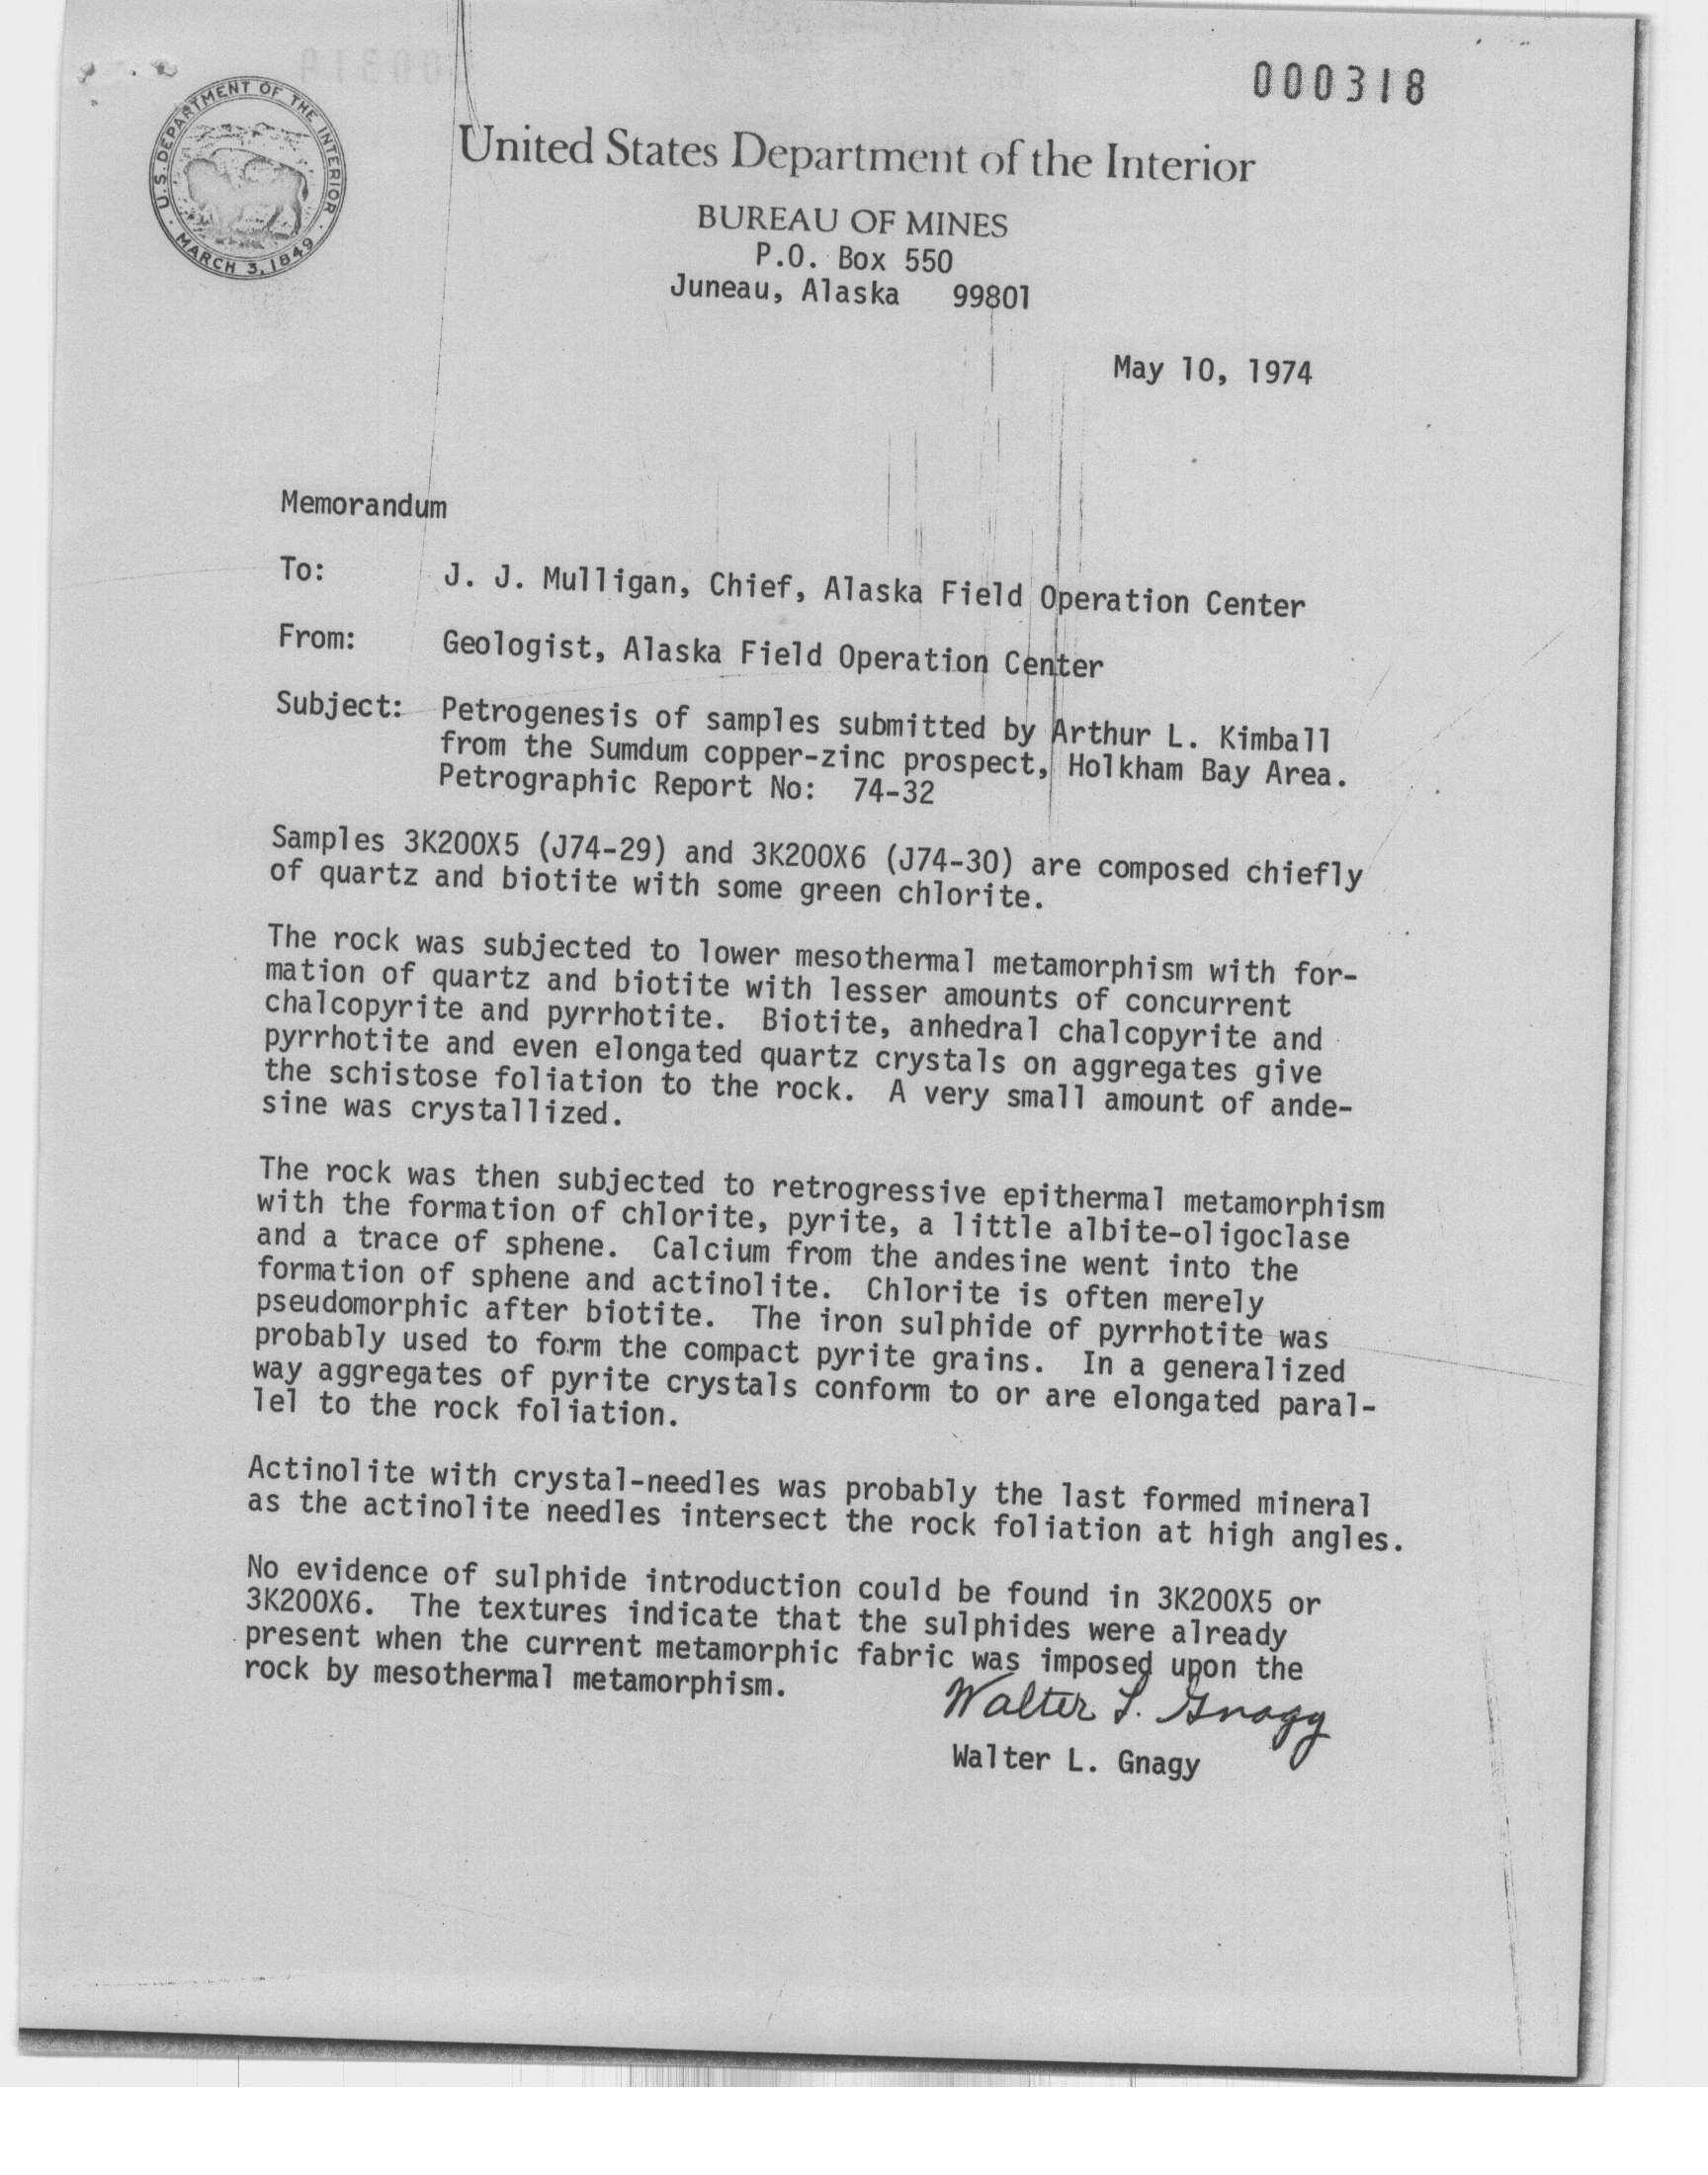 000318
U.S. DEPARTMENT OF THE INTERIOR
MARCH 3, 1849
United States Department of the Interior
BUREAU OF MINES
P.O. Box 550
Juneau, Alaska 99801
May 10, 1974
Memorandum
To: J. J. Mulligan, Chief, Alaska Field Operation Center
From: Geologist, Alaska Field Operation Center
Subject: Petrogenesis of samples submitted by Arthur L. Kimball
from the Sumdum copper-zinc prospect, Holkham Bay Area.
Petrographic Report No: 74-32
Samples 3K200X5 (J74-29) and 3K200X6 (J74-30) are composed chiefly
of quartz and biotite with some green chlorite.
The rock was subjected to lower mesothermal metamorphism with for-
mation of quartz and biotite with lesser amounts of concurrent
chalcopyrite and pyrrhotite. Biotite, anhedral chalcopyrite and
pyrrhotite and even elongated quartz crystals on aggregates give
the schistose foliation to the rock. A very small amount of ande-
sine was crystallized.
The rock was then subjected to retrogressive epithermal metamorphism
with the formation of chlorite, pyrite, a little albite-oligoclase
and a trace of sphene. Calcium from the andesine went into the
formation of sphene and actinolite. Chlorite is often merely
pseudomorphic after biotite. The iron sulphide of pyrrhotite was
probably used to form the compact pyrite grains. In a generalized
way aggregates of pyrite crystals conform to or are elongated paral-
lel to the rock foliation.
Actinolite with crystal-needles was probably the last formed mineral
as the actinolite needles intersect the rock foliation at high angles.
No evidence of sulphide introduction could be found in 3K200X5 or
3K200X6. The textures indicate that the sulphides were already
present when the current metamorphic fabric was imposed upon the
rock by mesothermal metamorphism.
Walter L. Gnagy
Walter L. Gnagy